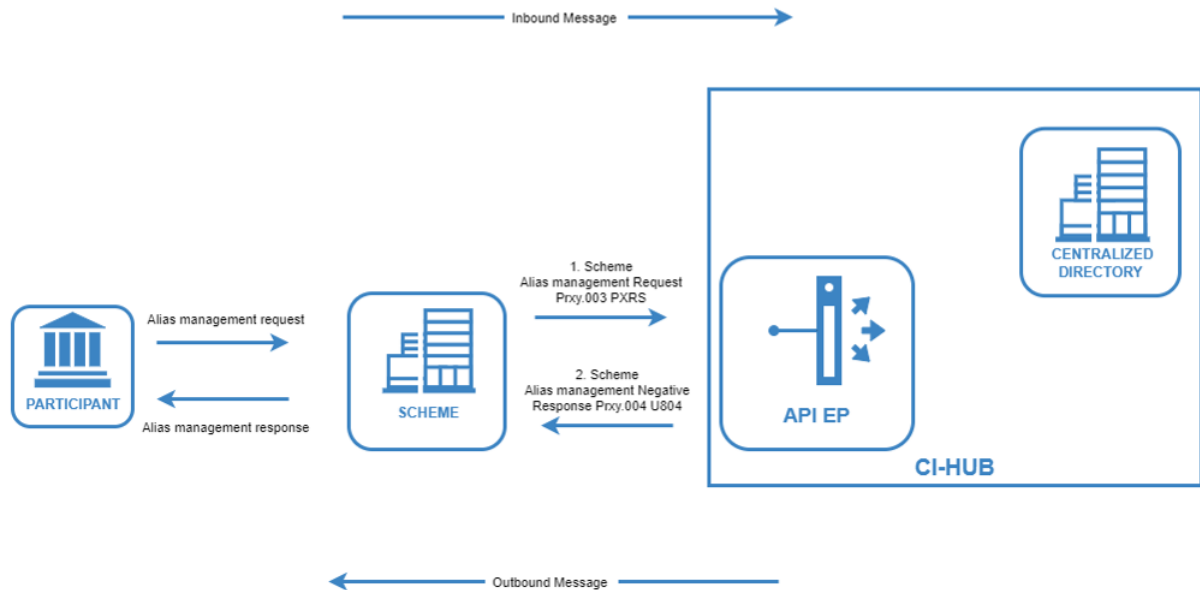 Inbound Message
CENTRALIZED
DIRECTORY
1. Scheme
Alias management Request
Prxy.003 PXRS
Alias management request
2. Scheme
Alias management Negative
Response Prxy.004 U804
PARTICIPANT
SCHEME
API EP
Alias management response
CI-HUB
Outbound Message